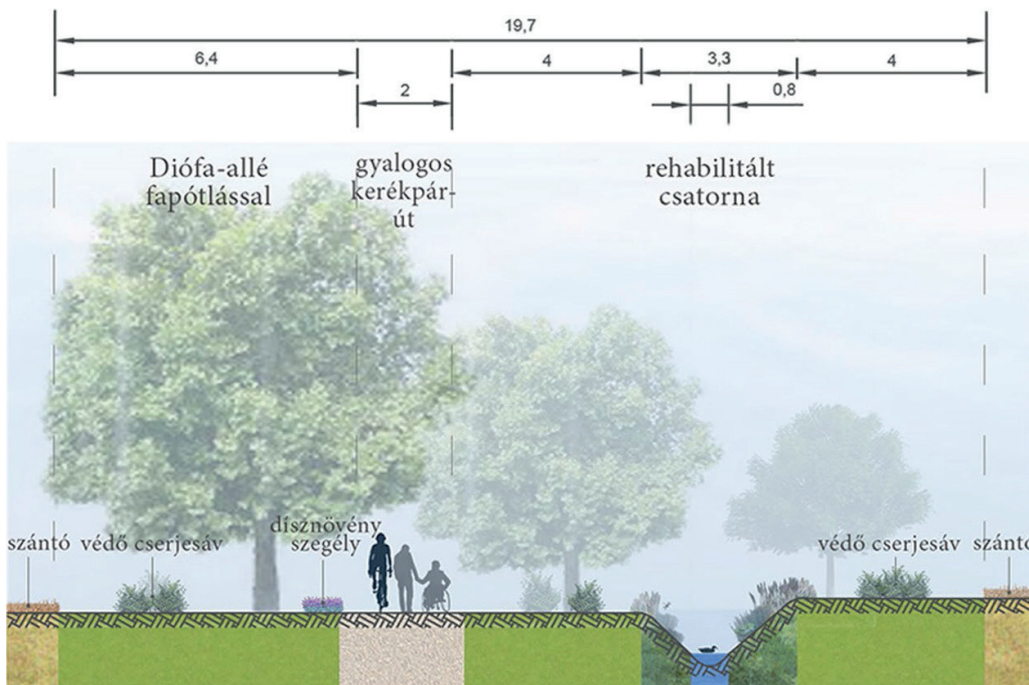 19,7
6,4
4
3,3
4
2
0,8
Diófa-allé
fapótlással
gyalogos
kerékpár-
út
rehabilitált
csatorna
dísznövény
szegély
szántó
védő cserjesáv
védő cserjesáv
szántó